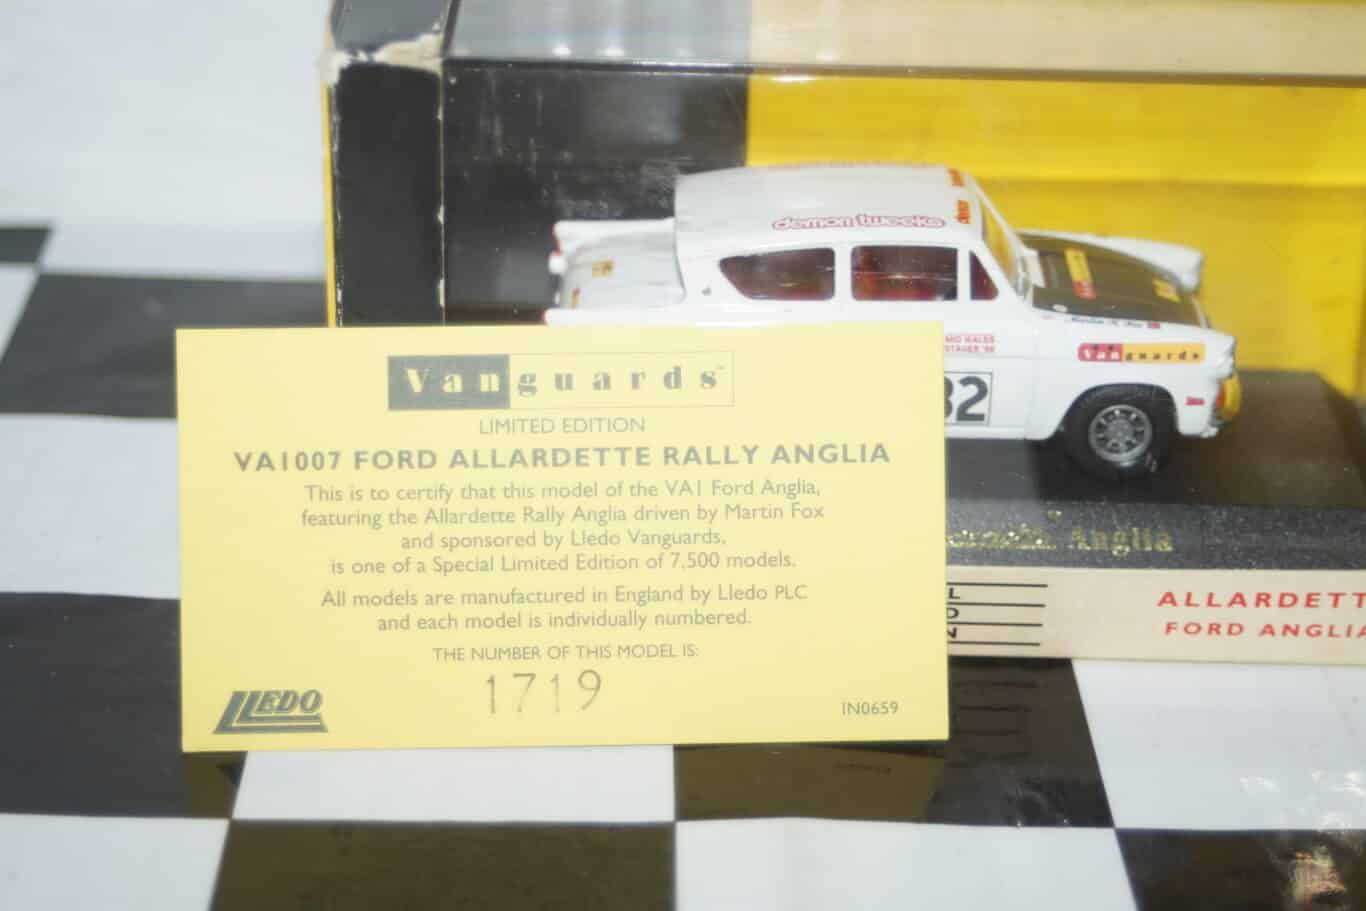 demon tweeks
Vanguards™
LIMITED EDITION
VA1007 FORD ALLARDETTE RALLY ANGLIA
This is to certify that this model of the VA1 Ford Anglia,
featuring the Allardette Rally Anglia driven by Martin Fox
and sponsored by Lledo Vanguards,
is one of a Special Limited Edition of 7,500 models.
All models are manufactured in England by Lledo PLC
and each model is individually numbered.
THE NUMBER OF THIS MODEL IS:
1719
LLEDO
IN0659
Vanguards
32
Anglia
L
D
N
ALLARDETT
FORD ANGLIA